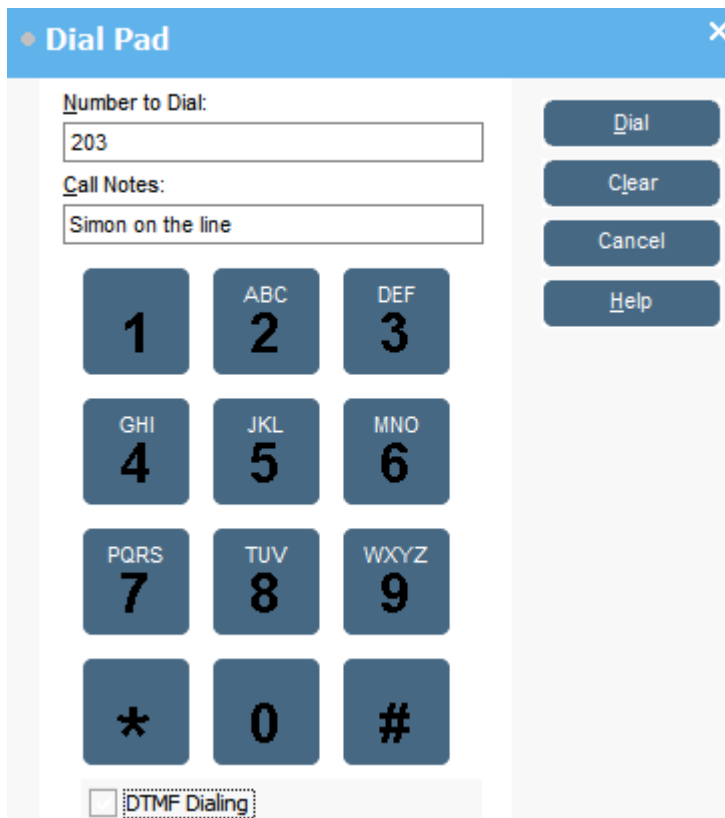 Dial Pad
Number to Dial:
203
Dial
Call Notes:
Clear
Simon on the line
Cancel
Help
1
ABC
2
DEF
3
GHI
4
JKL
5
MNO
6
PQRS
7
TUV
8
WXYZ
9
*
0
#
DTMF Dialing